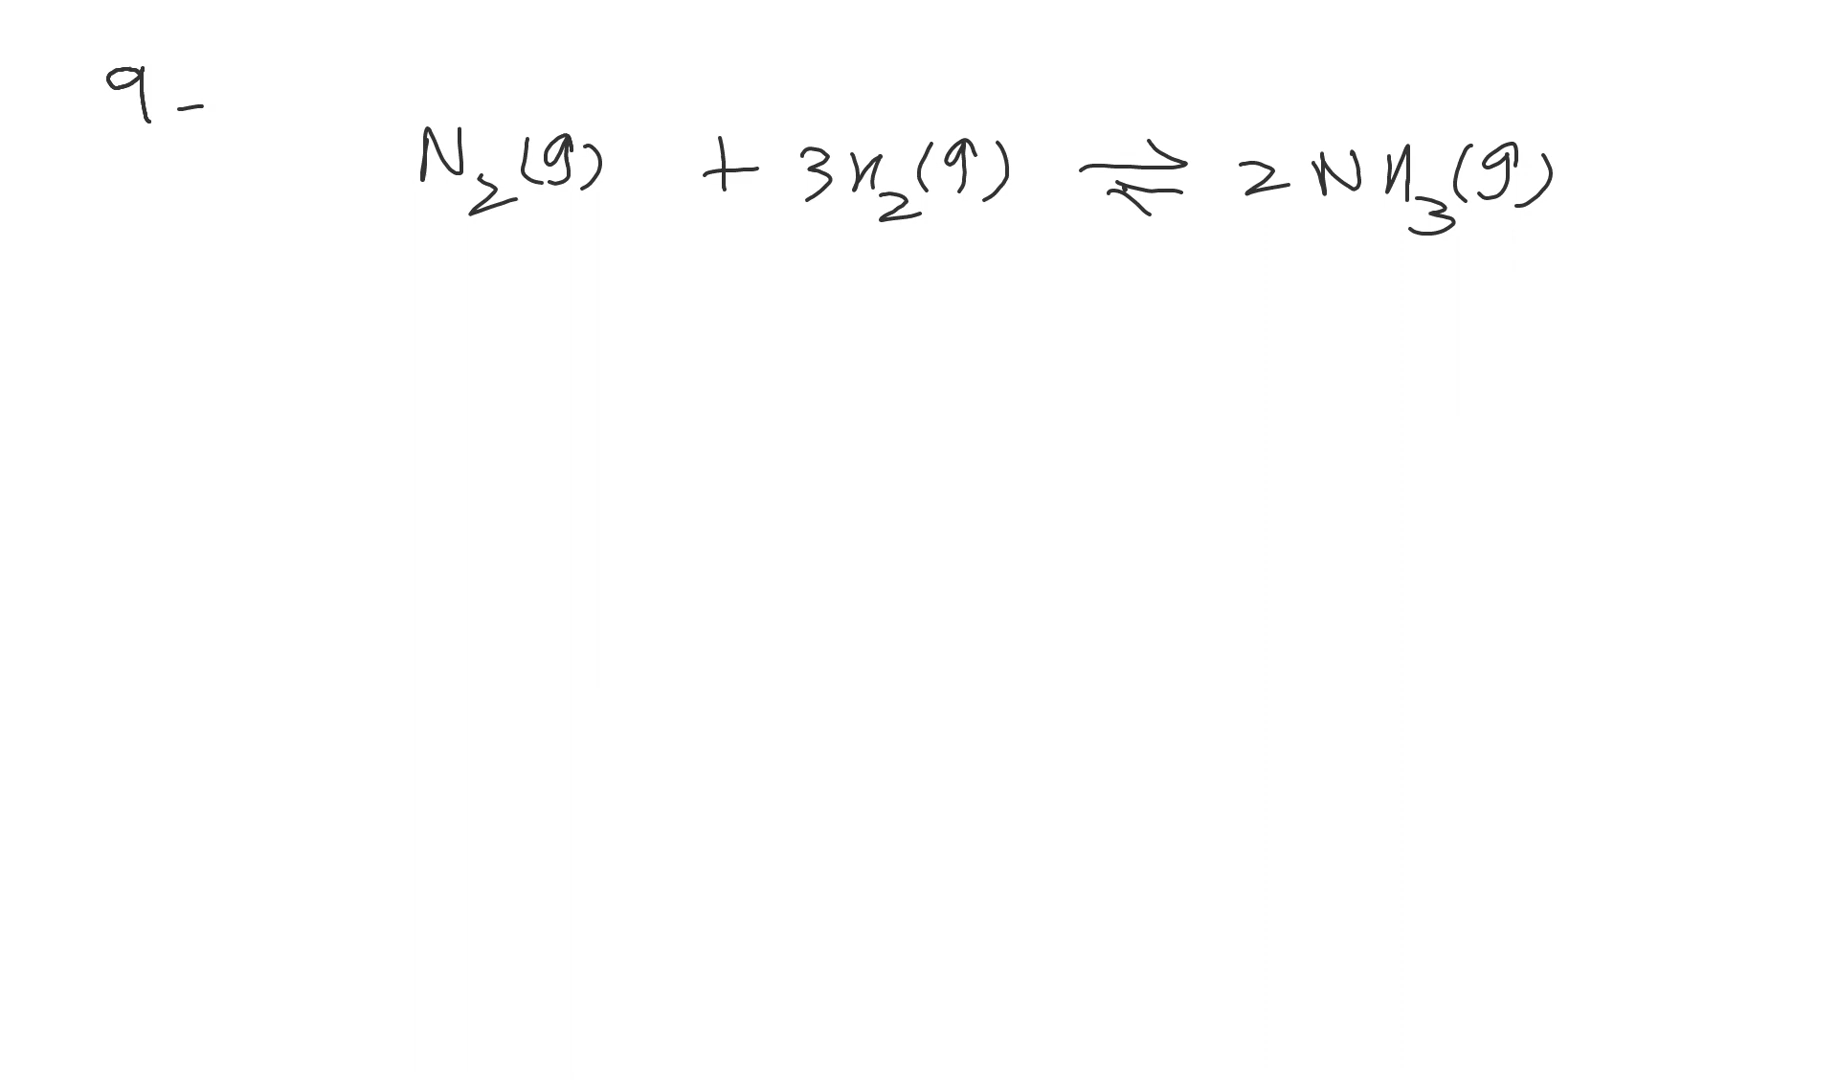 9-
N₂(g) + 3H₂(g) ⇌ 2NH₃(g)